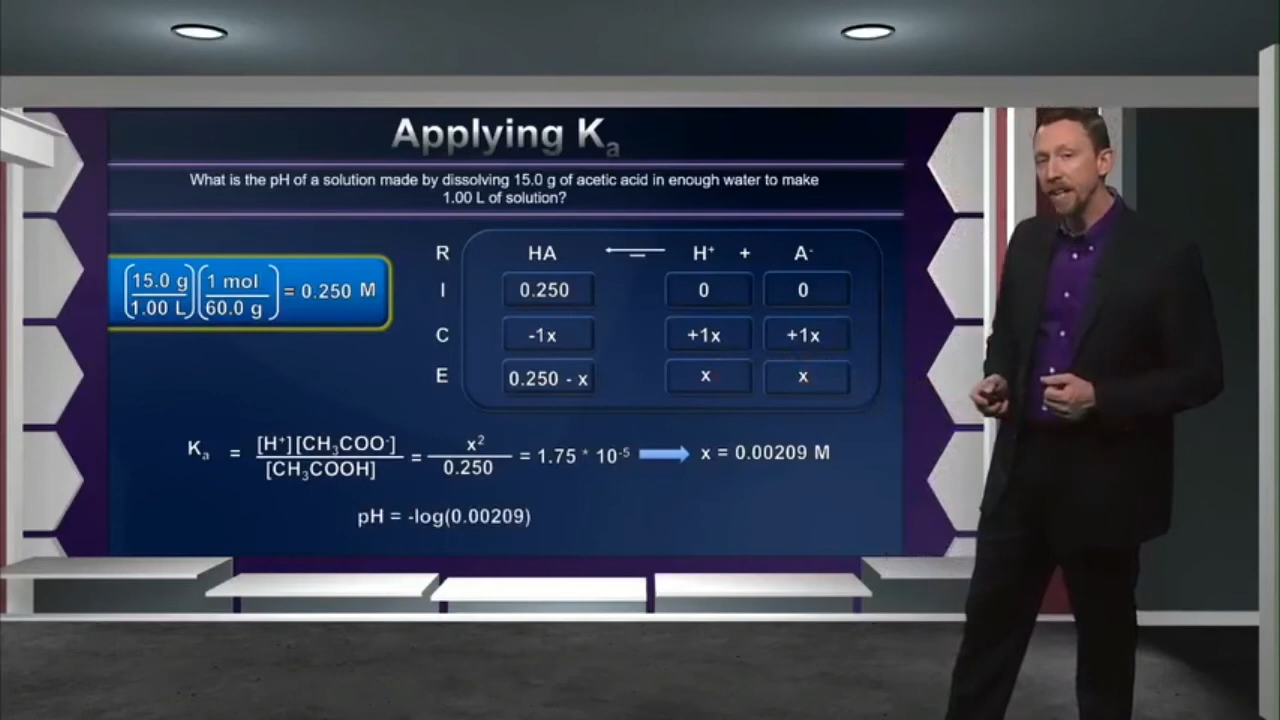 Applying Kₐ
What is the pH of a solution made by dissolving 15.0 g of acetic acid in enough water to make
1.00 L of solution?
R HA H⁺ + A⁻
(15.0 g / 1.00 L) (1 mol / 60.0 g) = 0.250 M
I 0.250 0 0
C -1x +1x +1x
E 0.250 - x x x
Kₐ = [H⁺][CH₃COO⁻] / [CH₃COOH] = x² / 0.250 = 1.75 * 10⁻⁵ x = 0.00209 M
pH = -log(0.00209)